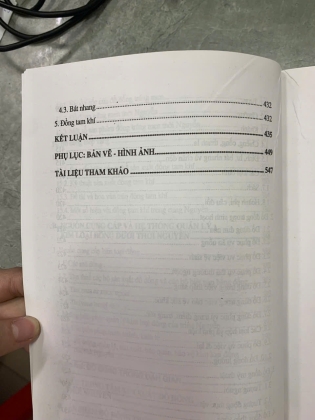 4.3. Bát nhang........................432
5. Đồng tam khí........................432
KẾT LUẬN........................435
PHỤ LỤC: BẢN VẼ - HÌNH ẢNH........................449
TÀI LIỆU THAM KHẢO........................547